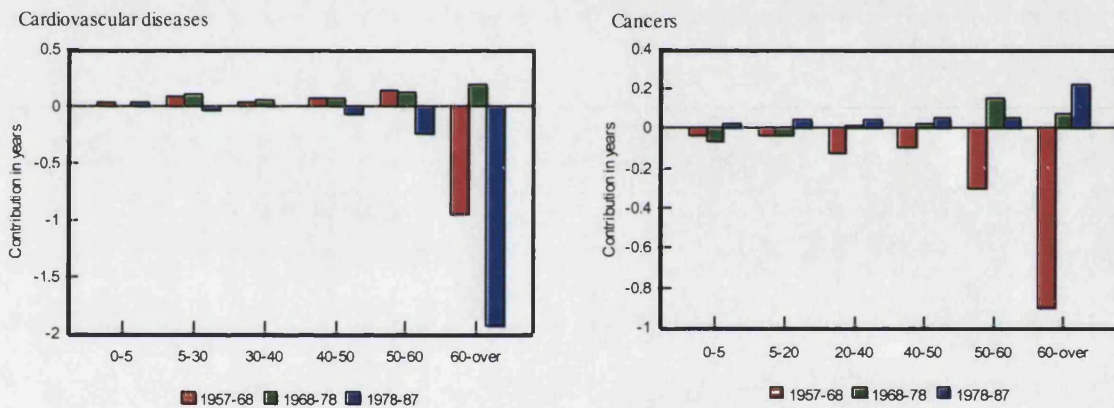 Cardiovascular diseases
Contribution in years
0.5
0
-0.5
-1
-1.5
-2
0-5 5-30 30-40 40-50 50-60 60-over
1957-68 1968-78 1978-87
Cancers
Contribution in years
0.4
0.2
0
-0.2
-0.4
-0.6
-0.8
-1
0-5 5-20 20-40 40-50 50-60 60-over
1957-68 1968-78 1978-87